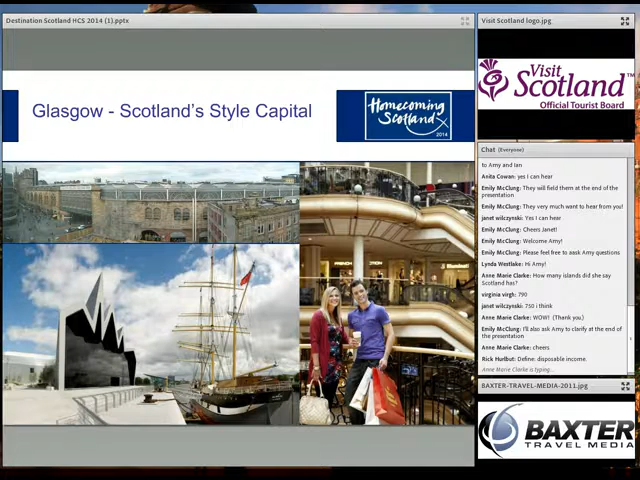 Destination Scotland HCS 2014 (1).pptx
Glasgow - Scotland's Style Capital
Homecoming
Scotland
2014
Visit Scotland logo.jpg
Visit
Scotland™
Official Tourist Board
Chat (Everyone)
to Amy and Ian
Anita Cowan: yes I can hear
Emily McClung: They will field them at the end of the
presentation
Emily McClung: They very much want to hear from you!
janet wilczynski: Yes I can hear
Emily McClung: Cheers Janet!
Emily McClung: Welcome Amy!
Emily McClung: Please feel free to assk Amy questions
Lynda Westlake: Hi Amy!
Anne Marie Clarke: How many islands did she say
Scotland has?
virginia virgh: 790
janet wilczynski: 750 i think
Anne Marie Clarke: WOW! (Thank you)
Emily McClung: I'll also ask Amy to clarify at the end of
the presentation
Anne Marie Clarke: cheers
Rick Hurlbut: Define: disposable income.
Anne Marie Clarke is typing...
BAXTER-TRAVEL-MEDIA-2011.jpg
BAXTER
TRAVEL MEDIA